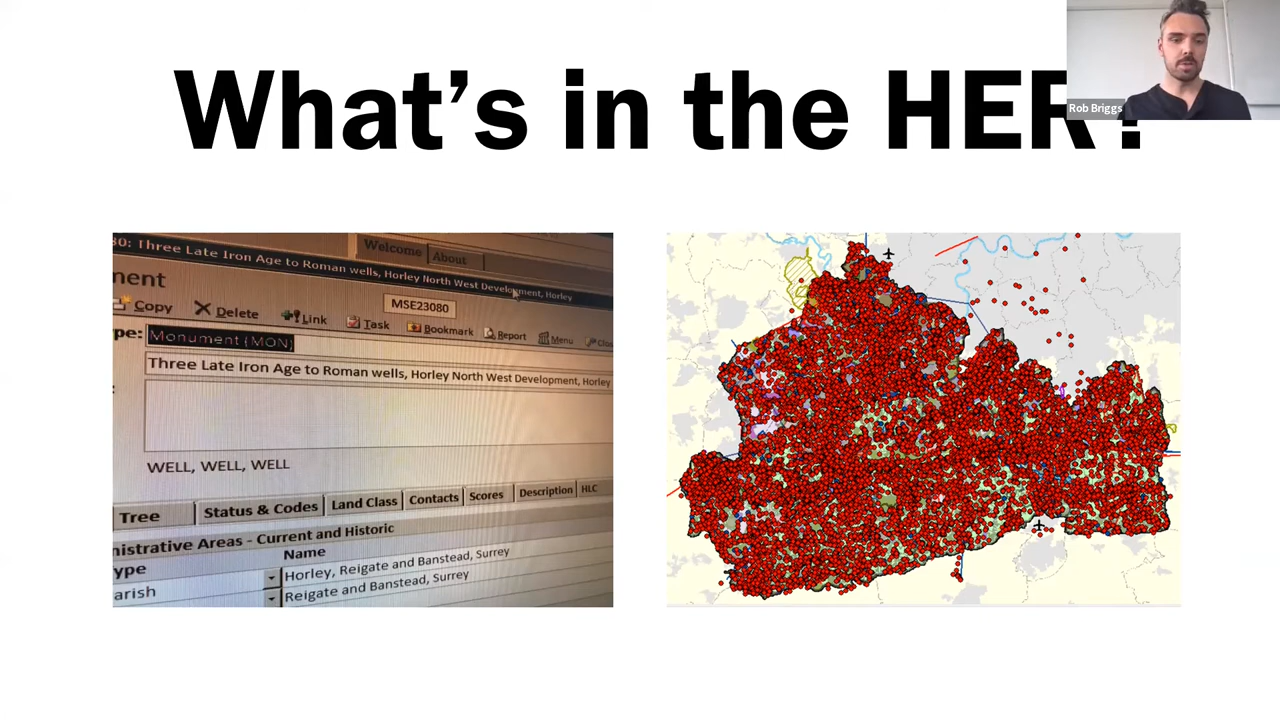 What's in the HER?
Rob Briggs
80: Three Late Iron Age to Roman wells, Horley North West Development, Horley
Welcome
About
ment
MSE23080
Copy
Delete
Link
Task
Bookmark
Report
Menu
Clos
ype:
Monument (MON)
Three Late Iron Age to Roman wells, Horley North West Development, Horley
WELL, WELL, WELL
Tree
Status & Codes
Land Class
Contacts
Scores
Description
HLC
nistrative Areas - Current and Historic
ype
Name
arish
Horley, Reigate and Banstead, Surrey
Reigate and Banstead, Surrey